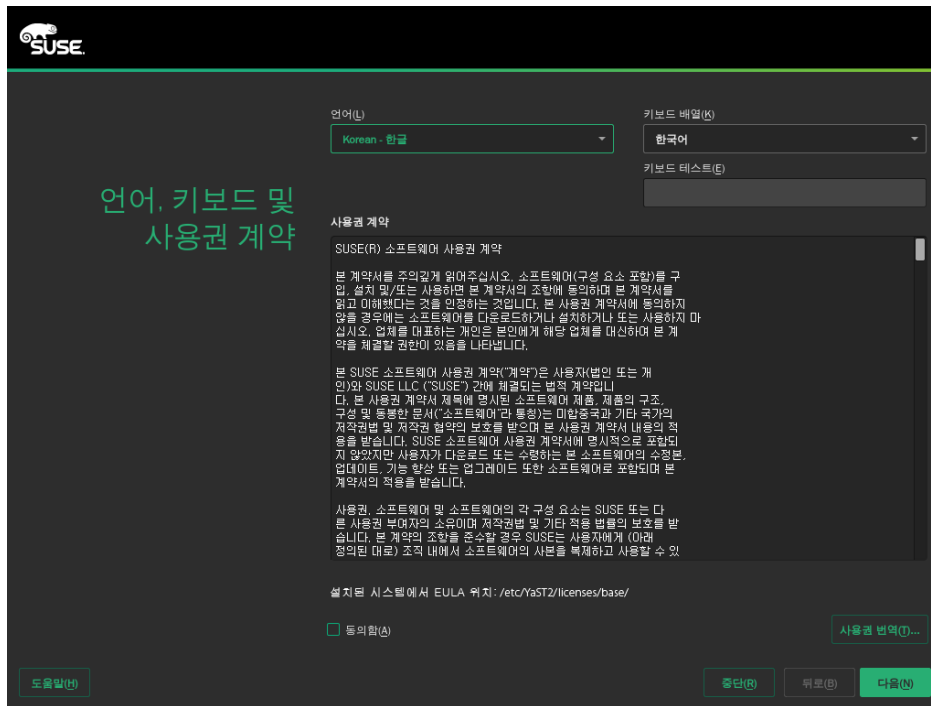 SUSE.
언어(L)
키보드 배열(K)
Korean - 한글
한국어
키보드 테스트(E)
언어, 키보드 및
사용권 계약
사용권 계약
SUSE(R) 소프트웨어 사용권 계약
본 계약서를 주의깊게 읽어주십시오. 소프트웨어(구성 요소 포함)를 구
입, 설치 및/또는 사용하면 본 계약서의 조항에 동의하며 본 계약서를
읽고 이해했다는 것을 인정하는 것입니다. 본 사용권 계약서에 동의하지
않을 경우에는 소프트웨어를 다운로드하거나 설치하거나 또는 사용하지 마
십시오. 업체를 대표하는 개인은 본인에게 해당 업체를 대신하여 본 계
약을 체결할 권한이 있음을 나타냅니다.
본 SUSE 소프트웨어 사용권 계약("계약")은 사용자(법인 또는 개
인)와 SUSE LLC ("SUSE") 간에 체결되는 법적 계약입니
다. 본 사용권 계약서 제목에 명시된 소프트웨어 제품, 제품의 구조,
구성 및 동봉한 문서("소프트웨어"라 통칭)는 미합중국과 기타 국가의
저작권법 및 저작권 협약의 보호를 받으며 본 사용권 계약서 내용의 적
용을 받습니다. SUSE 소프트웨어 사용권 계약서에 명시적으로 포함되
지 않았지만 사용자가 다운로드 또는 수령하는 본 소프트웨어의 수정본,
업데이트, 기능 향상 또는 업그레이드 또한 소프트웨어로 포함되며 본
계약서의 적용을 받습니다.
사용권. 소프트웨어 및 소프트웨어의 각 구성 요소는 SUSE 또는 다
른 사용권 부여자의 소유이며 저작권법 및 기타 적용 법률의 보호를 받
습니다. 본 계약의 조항을 준수할 경우 SUSE는 사용자에게 (아래
정의된 대로) 조직 내에서 소프트웨어의 사본을 복제하고 사용할 수 있
설치된 시스템에서 EULA 위치: /etc/YaST2/licenses/base/
동의함(A)
사용권 번역(T)...
도움말(H)
중단(R)
뒤로(B)
다음(N)